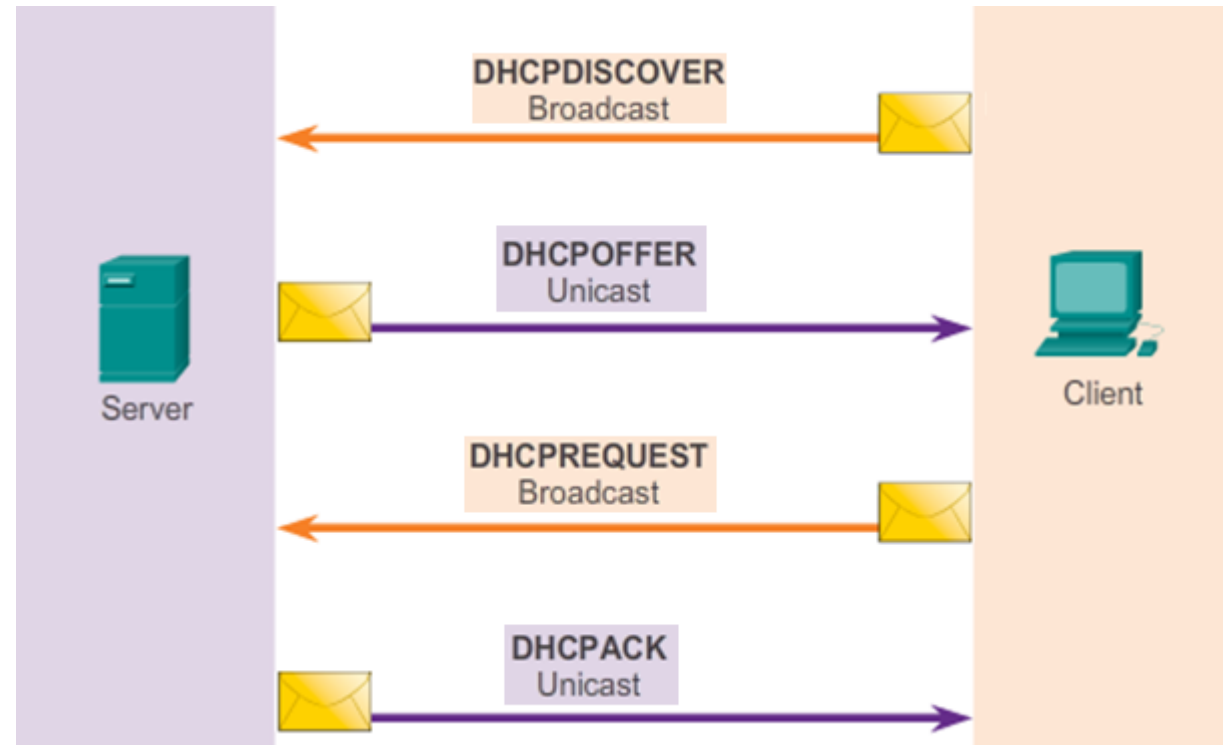 DHCPDISCOVER
Broadcast
DHCPOFFER
Unicast
Server
Client
DHCPREQUEST
Broadcast
DHCPACK
Unicast